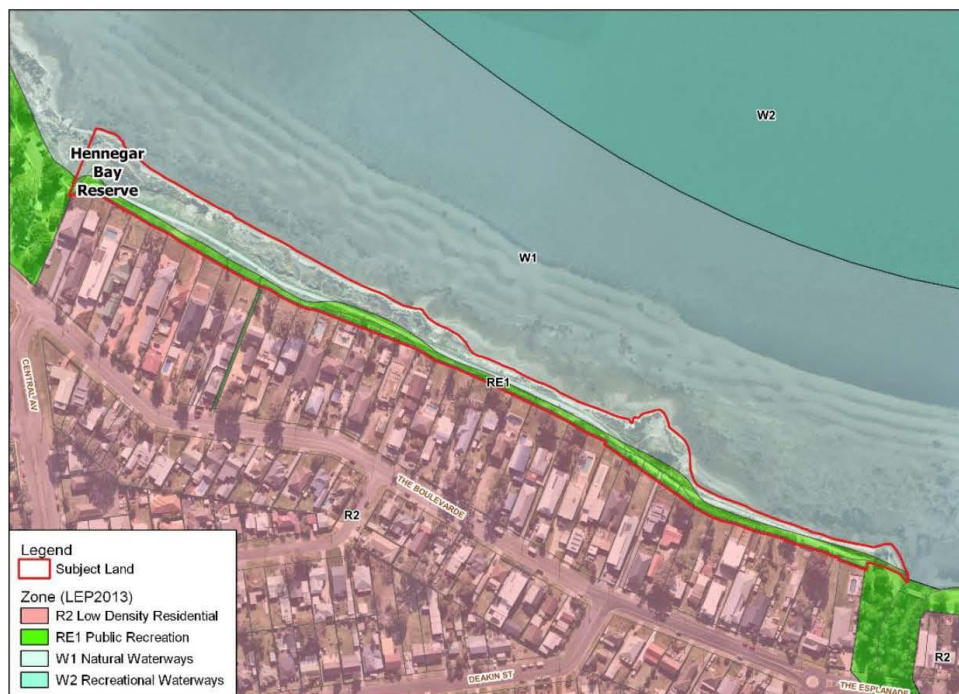 W2
Hennegar
Bay
Reserve
W1
RE1
CENTRAL AV
THE BOULEVARDE
R2
DEAKIN ST
THE ESPLANADE
R2
Legend
Subject Land
Zone (LEP2013)
R2 Low Density Residential
RE1 Public Recreation
W1 Natural Waterways
W2 Recreational Waterways